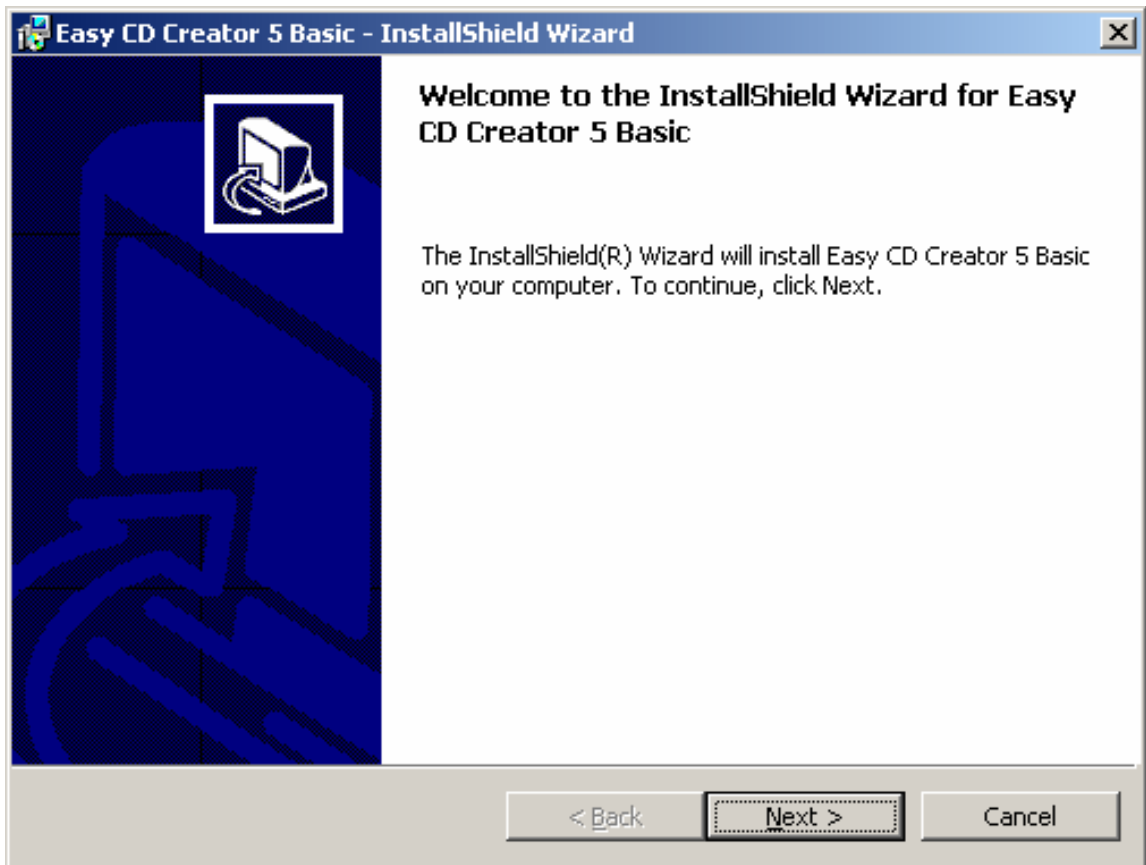 Easy CD Creator 5 Basic - InstallShield Wizard
Welcome to the InstallShield Wizard for Easy
CD Creator 5 Basic
The InstallShield(R) Wizard will install Easy CD Creator 5 Basic
on your computer. To continue, click Next.
< Back Next > Cancel